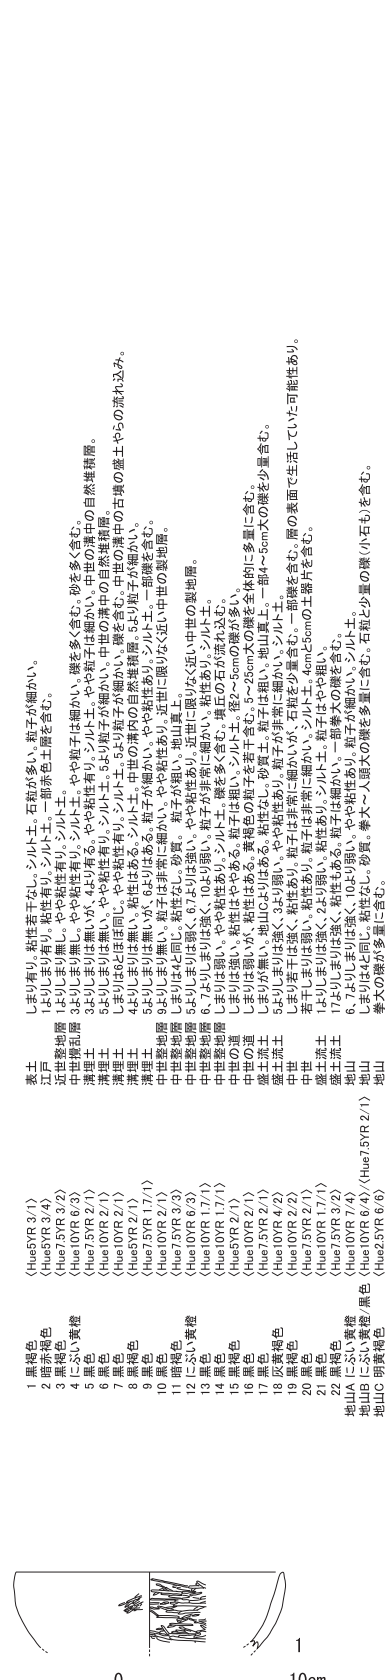 1 黒褐色 〈Hue5YR 3/1〉 表土 しまり有り。粘性若干なし。シルト土。石粒が多い。粒子が細かい。
2 暗赤褐色 〈Hue5YR 3/4〉 江戸 1よりしまり有り。粘性有り。シルト土。一部赤色土層を含む。
3 黒褐色 〈Hue7.5YR 3/2〉 近世整地層 1よりしまり無し。やや粘性有り。シルト土。
4 にぶい黄橙 〈Hue10YR 6/3〉 中世攪乱層 3よりしまり無し。やや粘性有り。シルト土。やや粒子は細かい。礫を多く含む。砂を多く含む。
5 黒色 〈Hue7.5YR 2/1〉 溝埋土 3よりしまりは無いが、4より有る。やや粘性有り。シルト土。やや粒子は細かい。中世の溝中の自然堆積層。
6 黒色 〈Hue10YR 2/1〉 溝埋土 5よりしまりは無い。やや粘性有り。シルト土。5より粒子が細かい。中世の溝中の自然堆積層。
7 黒色 〈Hue10YR 2/1〉 溝埋土 しまりは6とほぼ同じ。やや粘性有り。シルト土。5より粒子が細かい。礫を含む。中世の溝中の古墳の盛土やらの流れ込み。
8 黒色 〈Hue5YR 2/1〉 溝埋土 4よりしまりは無い。粘性はある。シルト土。中世の溝内の自然堆積層。5より粒子が細かい。
9 黒色 〈Hue7.5YR 1.7/1〉 溝埋土 5よりしまりは無いが、6よりはある。粒子が細かい。やや粘性あり。シルト土。一部礫を含む。
10 黒色 〈Hue10YR 2/1〉 中世整地層 9よりしまり無い。粒子は非常に細かい。やや粘性あり。近世に限りなく近い中世の製地層。
11 暗褐色 〈Hue7.5YR 3/3〉 中世整地層 しまりは4と同じ。粘性なし。砂質。粒子が粗い。地山真上。
12 にぶい黄橙 〈Hue10YR 6/3〉 中世整地層 5よりしまりは弱く、6,7よりは強い。やや粘性あり。近世に限りなく近い中世の製地層。
13 黒色 〈Hue10YR 1.7/1〉 中世整地層 6、7よりしまりは強く、10より弱い。粒子が非常に細かい。粘性あり。シルト土。
14 黒色 〈Hue10YR 1.7/1〉 中世整地層 しまりは弱い。やや粘性あり。シルト土。礫を多く含む。墳丘の石が流れ込む。
15 黒褐色 〈Hue5YR 2/1〉 中世の道 しまりは強い。粘性はややある。粒子は粗い。シルト土。径2～5cmの礫が多い。
16 黒色 〈Hue10YR 2/1〉 中世の道 しまりは弱いが、粘性はある。黄褐色の粒子を若干含む。5～25cm大の礫を全体的に多量に含む。
17 黒色 〈Hue7.5YR 2/1〉 盛土流土 しまりが無い。地山Cよりはある。粘性なし。砂質土。粒子は粗い。地山真上。一部4～5cm大の礫を少量含む。
18 灰黄褐色 〈Hue10YR 4/2〉 盛土流土 5よりしまりは強く、3より弱い。やや粘性あり。粒子が非常に細かい。シルト土。
19 黒褐色 〈Hue10YR 2/2〉 中世 しまり若干は強く、粘性あり。粒子は非常に細かいが、石粒を少量含む。一部礫を含む。層の表面で生活していた可能性あり。
20 黒色 〈Hue7.5YR 2/1〉 中世 若干しまりは弱い。粘性あり。粒子は非常に細かい。シルト土。4cm以5cmの土器片を含む。
21 黒色 〈Hue10YR 1.7/1〉 盛土流土 1よりしまりは強く、2より弱い。粘性あり。シルト土。粒子はやや粗い。
22 黒褐色 〈Hue7.5YR 3/2〉 盛土流土 17よりしまりは強く、粘性もある。粒子は細かい。一部拳大の礫を含む。
地山A にぶい黄橙 〈Hue10YR 7/4〉 地山 6、7よりしまりは強く、10より弱い。やや粘性あり。粒子が細かい。シルト土。
地山B にぶい黄橙/黒色 〈Hue10YR 6/4〉/〈Hue7.5YR 2/1〉 地山 しまりは4と同じ。粘性なし。砂質。拳大～人頭大の礫を多量に含む。石粒と少量の礫(小石も)を含む。
地山C 明黄褐色 〈Hue2.5YR 6/6〉 地山 拳大の礫が多量に含む。
1
0 10cm